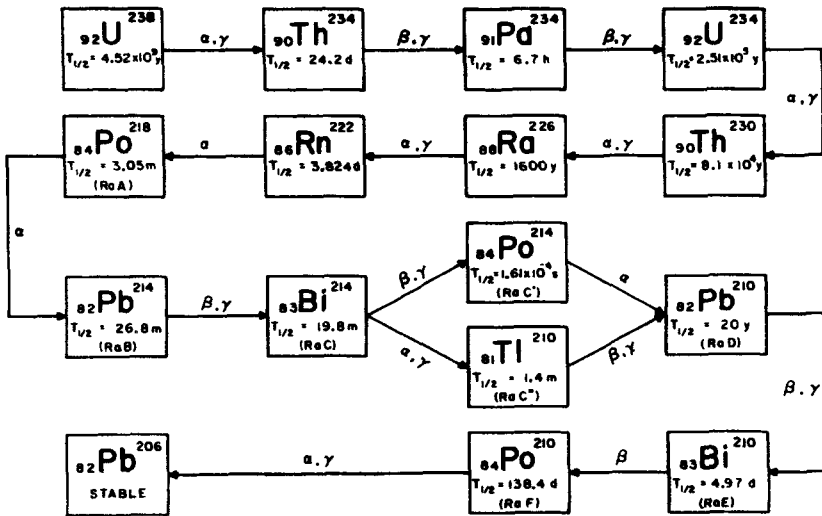 ₉₂U²³⁸
T₁/₂ = 4.52x10⁹y
α,γ
₉₀Th²³⁴
T₁/₂ = 24.2 d
β,γ
₉₁Pa²³⁴
T₁/₂ = 6.7 h
β,γ
₉₂U²³⁴
T₁/₂ = 2.51x10⁵ y
α,γ
₈₄Po²¹⁸
T₁/₂ = 3.05m
(RaA)
α
₈₆Rn²²²
T₁/₂ = 3.824d
α,γ
₈₈Ra²²⁶
T₁/₂ = 1600y
α,γ
₉₀Th²³⁰
T₁/₂ = 8.1 x 10⁴y
α
₈₂Pb²¹⁴
T₁/₂ = 26.8m
(RaB)
β,γ
₈₃Bi²¹⁴
T₁/₂ = 19.8m
(RaC)
β,γ
₈₄Po²¹⁴
T₁/₂ = 1.61x10⁻⁴s
(RaC')
α
α,γ
₈₁Tl²¹⁰
T₁/₂ = 1.4m
(RaC")
β,γ
₈₂Pb²¹⁰
T₁/₂ = 20 y
(RaD)
β,γ
₈₂Pb²⁰⁶
STABLE
α,γ
₈₄Po²¹⁰
T₁/₂ = 138.4 d
(RaF)
β
₈₃Bi²¹⁰
T₁/₂ = 4.97 d
(RaE)